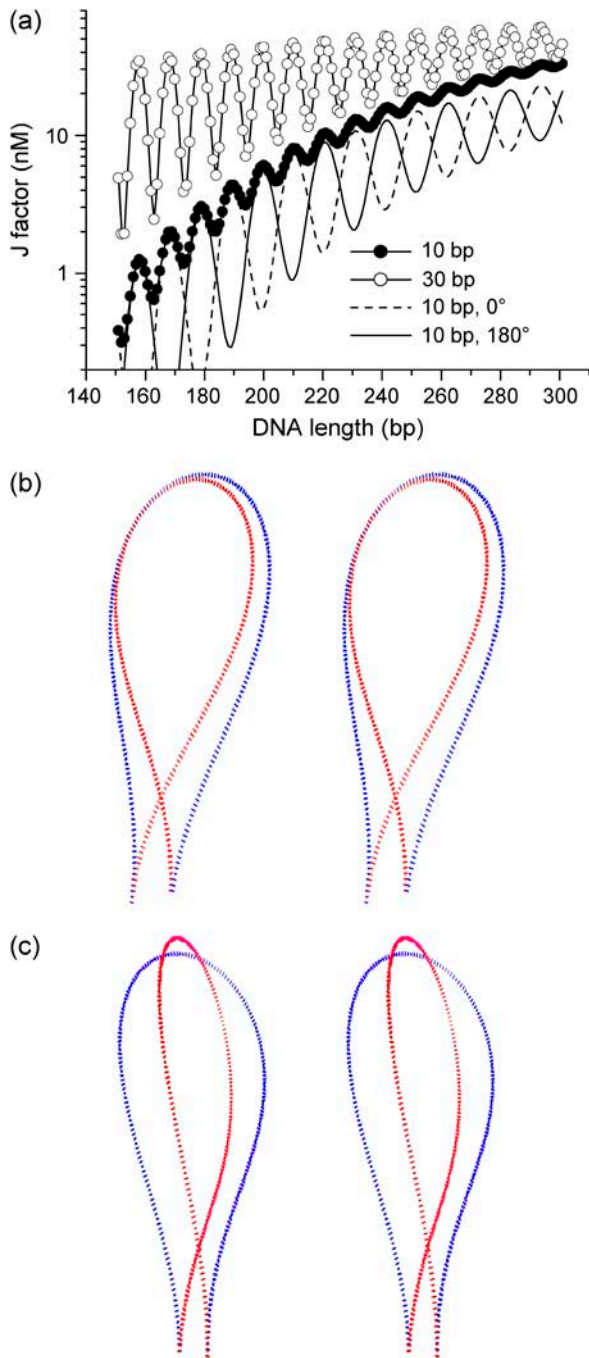 (a)
J factor (nM)
10
1
10 bp
30 bp
10 bp, 0°
10 bp, 180°
140 160 180 200 220 240 260 280 300
DNA length (bp)
(b)
(c)